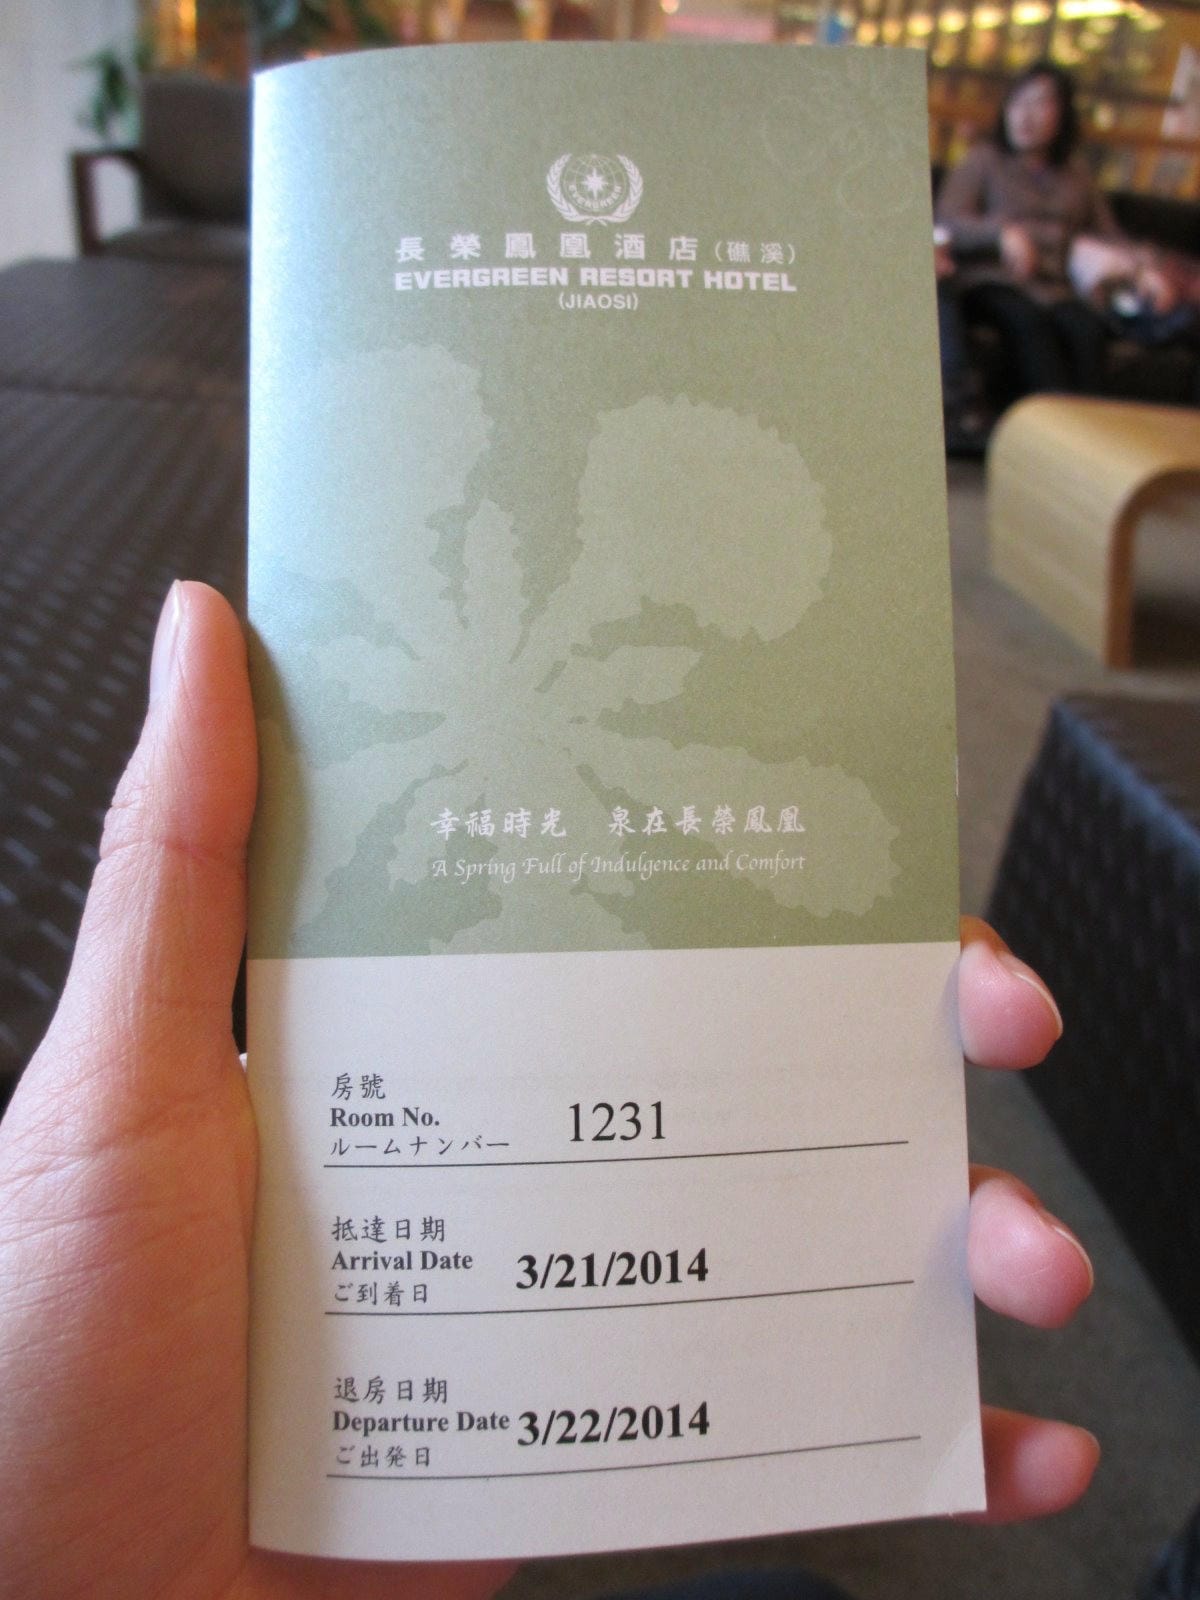 EVERGREEN
長榮鳳凰酒店（礁溪）
EVERGREEN RESORT HOTEL
(JIAOSI)
幸福時光 泉在長榮鳳凰
A Spring Full of Indulgence and Comfort
房號
Room No. 1231
ルームナンバー
抵達日期
Arrival Date 3/21/2014
ご到着日
退房日期
Departure Date 3/22/2014
ご出発日